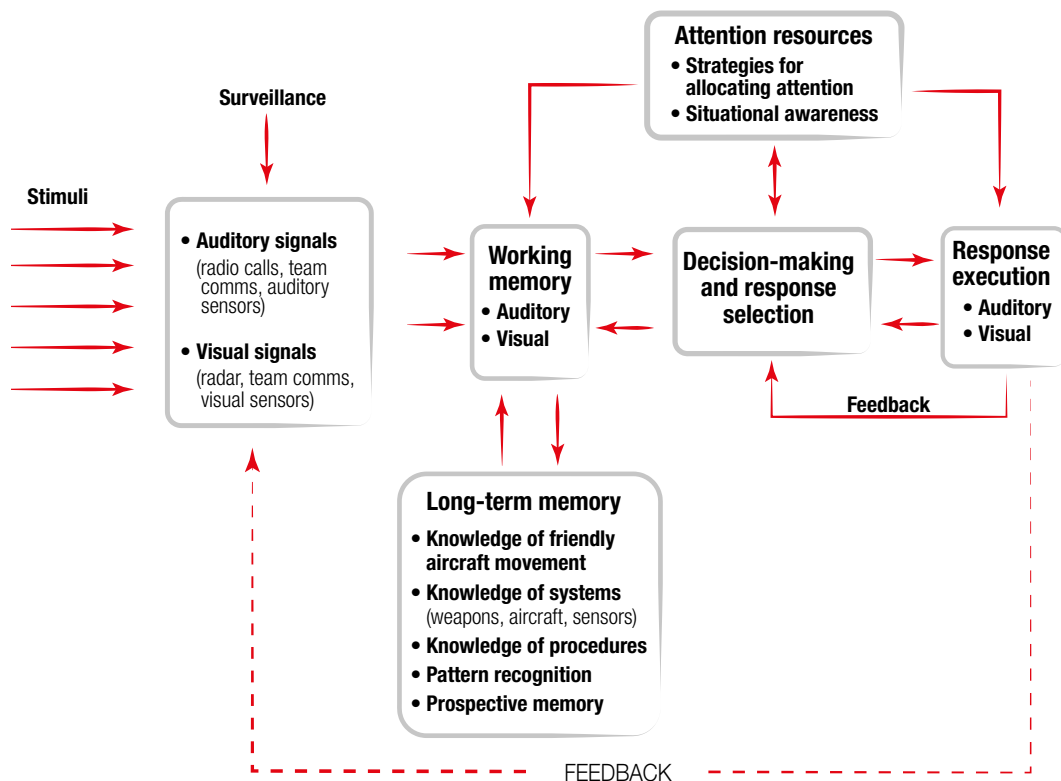 Attention resources
• Strategies for
allocating attention
• Situational awareness
Surveillance
Stimuli
• Auditory signals
(radio calls, team
comms, auditory
sensors)
• Visual signals
(radar, team comms,
visual sensors)
Working
memory
• Auditory
• Visual
Decision-making
and response
selection
Response
execution
• Auditory
• Visual
Feedback
Long-term memory
• Knowledge of friendly
aircraft movement
• Knowledge of systems
(weapons, aircraft, sensors)
• Knowledge of procedures
• Pattern recognition
• Prospective memory
FEEDBACK